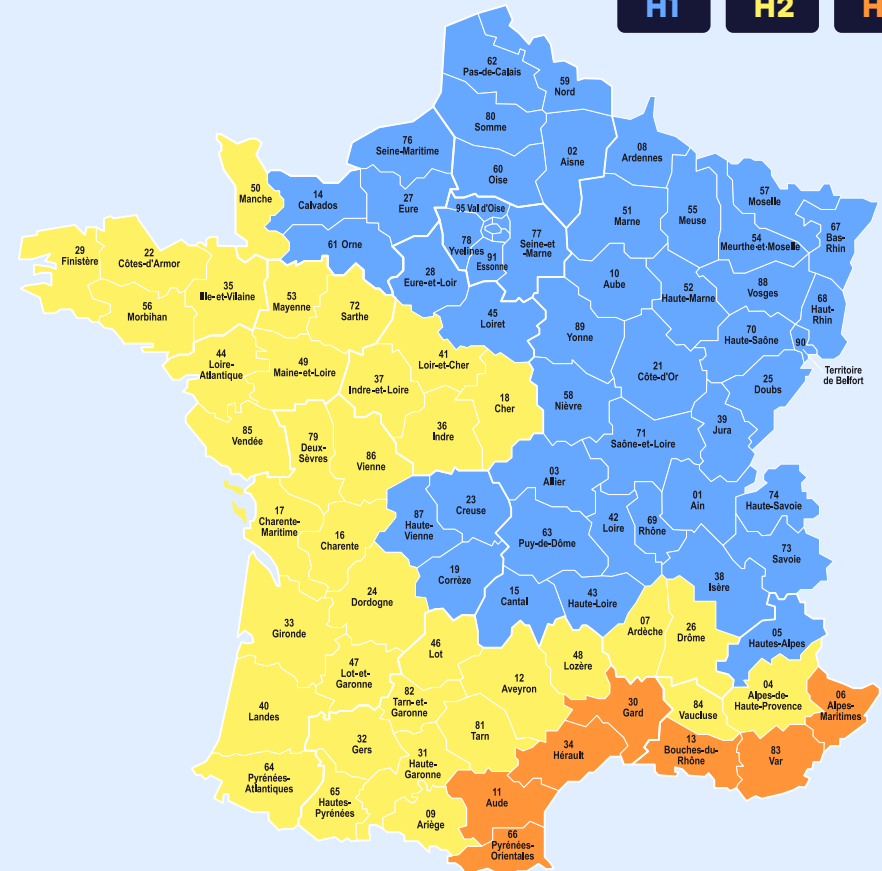 H1
H2
H
62
Pas-de-Calais
59
Nord
80
Somme
76
Seine-Maritime
02
Aisne
08
Ardennes
60
Oise
50
Manche
14
Calvados
27
Eure
95 Val d'Oise
51
Marne
55
Meuse
57
Moselle
67
Bas-
Rhin
61 Orne
78
Yvelines
91
Essonne
77
Seine-et
-Marne
54
Meurthe-et-Moselle
29
Finistère
22
Côtes-d'Armor
28
Eure-et-Loir
10
Aube
52
Haute-Marne
88
Vosges
68
Haut-
Rhin
35
Ille-et-Vilaine
53
Mayenne
72
Sarthe
56
Morbihan
45
Loiret
89
Yonne
70
Haute-Saône
90
Territoire
de Belfort
44
Loire-
Atlantique
49
Maine-et-Loire
37
Indre-et-Loire
41
Loir-et-Cher
18
Cher
21
Côte-d'Or
25
Doubs
58
Nièvre
39
Jura
85
Vendée
79
Deux-
Sèvres
86
Vienne
36
Indre
71
Saône-et-Loire
03
Allier
01
Ain
74
Haute-Savoie
17
Charente-
Maritime
16
Charente
87
Haute-
Vienne
23
Creuse
63
Puy-de-Dôme
42
Loire
69
Rhône
73
Savoie
19
Corrèze
38
Isère
24
Dordogne
15
Cantal
43
Haute-Loire
33
Gironde
07
Ardèche
26
Drôme
05
Hautes-Alpes
46
Lot
48
Lozère
47
Lot-et-
Garonne
12
Aveyron
82
Tarn-et-
Garonne
04
Alpes-de-
Haute-Provence
06
Alpes-
Maritimes
40
Landes
30
Gard
84
Vaucluse
81
Tarn
32
Gers
31
Haute-
Garonne
34
Hérault
13
Bouches-du-
Rhône
83
Var
64
Pyrénées-
Atlantiques
65
Hautes-
Pyrénées
11
Aude
09
Ariège
66
Pyrénées-
Orientales